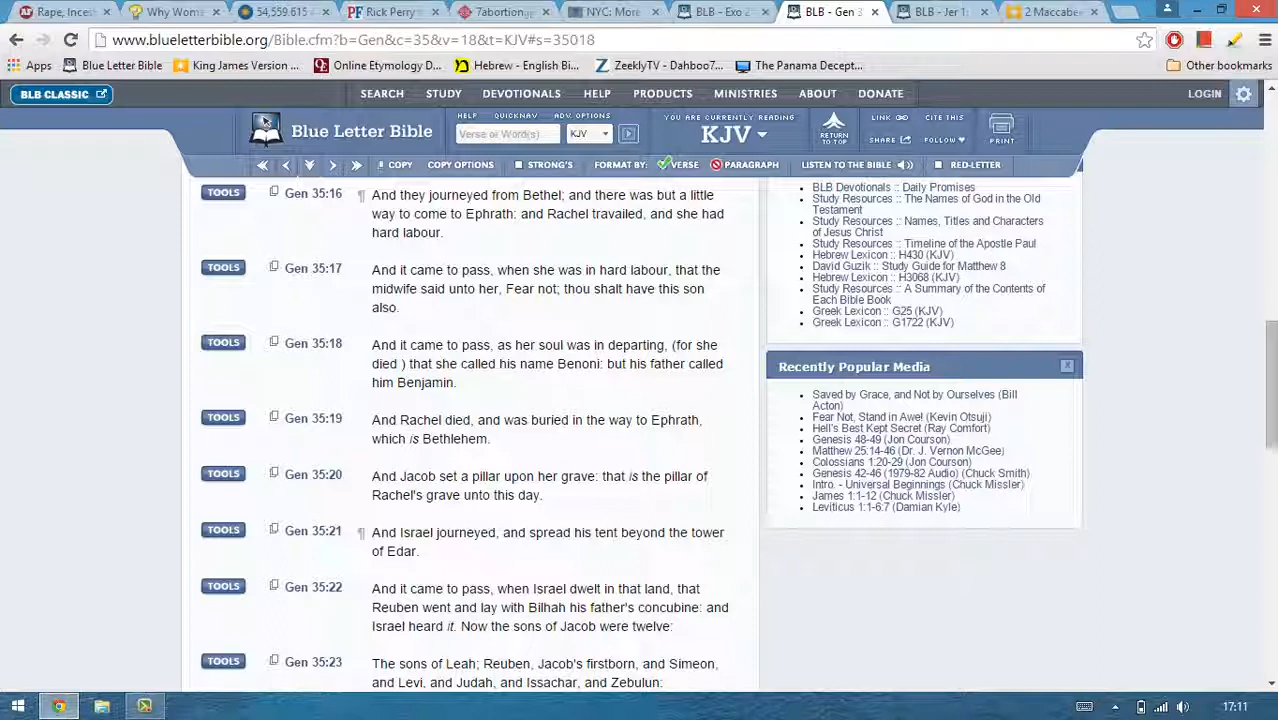 Rape, Inces
Why Wome
54,559,615
Rick Perry
7abortion
NYC: More
BLB - Exo 2
BLB - Gen 3
BLB - Jer 1
2 Maccabe
www.blueletterbible.org/Bible.cfm?b=Gen&c=35&v=18&t=KJV#s=35018
Apps
Blue Letter Bible
King James Version ...
Online Etymology D...
Hebrew - English Bi...
ZeeklyTV - Dahboo7...
The Panama Decept...
Other bookmarks
BLB CLASSIC
SEARCH STUDY DEVOTIONALS HELP PRODUCTS MINISTRIES ABOUT DONATE
LOGIN
Blue Letter Bible
HELP QUICKNAV ADV. OPTIONS
Verse or Word(s)
KJV
YOU ARE CURRENTLY READING
KJV
RETURN
TO TOP
LINK
CITE THIS
SHARE
FOLLOW
PRINT
COPY COPY OPTIONS STRONG'S FORMAT BY: VERSE PARAGRAPH LISTEN TO THE BIBLE RED-LETTER
TOOLS Gen 35:16 ¶ And they journeyed from Bethel; and there was but a little
way to come to Ephrath: and Rachel travailed, and she had
hard labour.
TOOLS Gen 35:17 And it came to pass, when she was in hard labour, that the
midwife said unto her, Fear not; thou shalt have this son
also.
TOOLS Gen 35:18 And it came to pass, as her soul was in departing, (for she
died ) that she called his name Benoni: but his father called
him Benjamin.
TOOLS Gen 35:19 And Rachel died, and was buried in the way to Ephrath,
which is Bethlehem.
TOOLS Gen 35:20 And Jacob set a pillar upon her grave: that is the pillar of
Rachel's grave unto this day.
TOOLS Gen 35:21 ¶ And Israel journeyed, and spread his tent beyond the tower
of Edar.
TOOLS Gen 35:22 And it came to pass, when Israel dwelt in that land, that
Reuben went and lay with Bilhah his father's concubine: and
Israel heard it. Now the sons of Jacob were twelve:
TOOLS Gen 35:23 The sons of Leah; Reuben, Jacob's firstborn, and Simeon,
and Levi, and Judah, and Issachar, and Zebulun:
BLB Devotionals :: Daily Promises
Study Resources :: The Names of God in the Old
Testament
Study Resources :: Names, Titles and Characters
of Jesus Christ
Study Resources :: Timeline of the Apostle Paul
Hebrew Lexicon :: H430 (KJV)
David Guzik :: Study Guide for Matthew 8
Hebrew Lexicon :: H3068 (KJV)
Study Resources :: A Summary of the Contents of
Each Bible Book
Greek Lexicon :: G25 (KJV)
Greek Lexicon :: G1722 (KJV)
Recently Popular Media
Saved by Grace, and Not by Ourselves (Bill
Acton)
Fear Not, Stand in Awe! (Kevin Otsuji)
Hell's Best Kept Secret (Ray Comfort)
Genesis 48-49 (Jon Courson)
Matthew 25:14-46 (Dr. J. Vernon McGee)
Colossians 1:20-29 (Jon Courson)
Genesis 42-46 (1979-82 Audio) (Chuck Smith)
Intro. - Universal Beginnings (Chuck Missler)
James 1:1-12 (Chuck Missler)
Leviticus 1:1-6:7 (Damian Kyle)
17:11